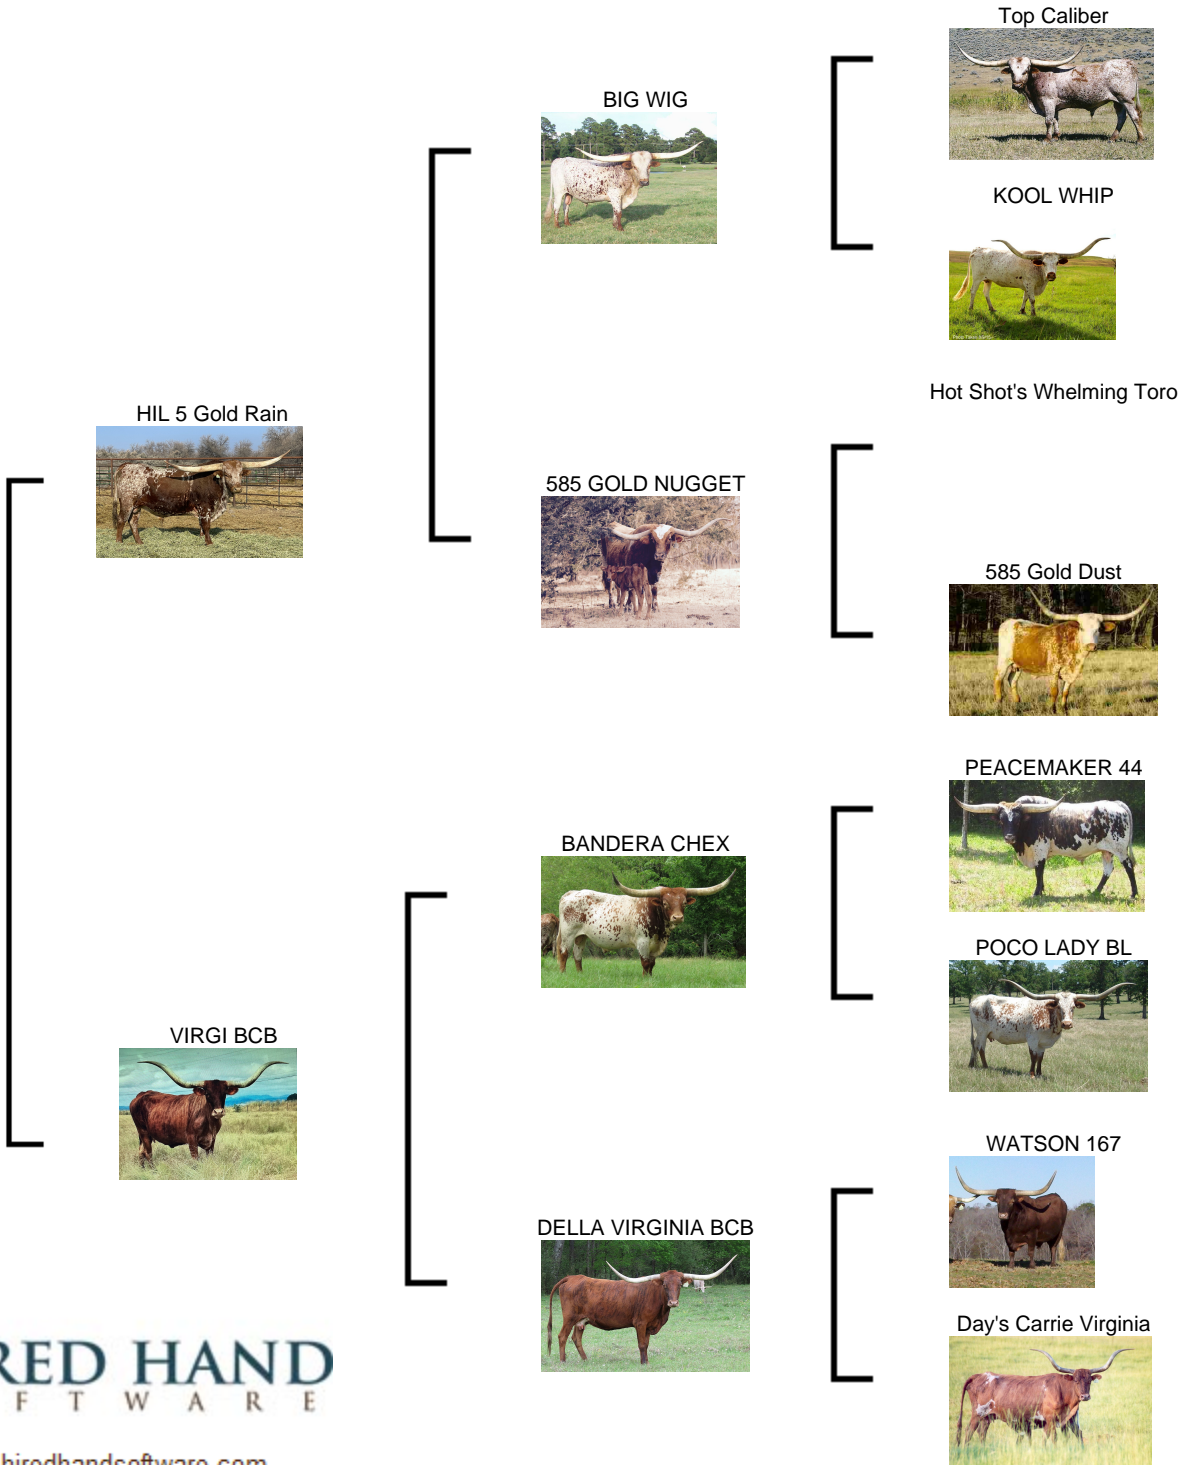 Top Caliber
BIG WIG
KOOL WHIP
Hot Shot's Whelming Toro
HIL 5 Gold Rain
585 GOLD NUGGET
585 Gold Dust
PEACEMAKER 44
BANDERA CHEX
POCO LADY BL
VIRGI BCB
WATSON 167
DELLA VIRGINIA BCB
Day's Carrie Virginia
RED HAND
F T W A R E
hiredhandsoftware.com